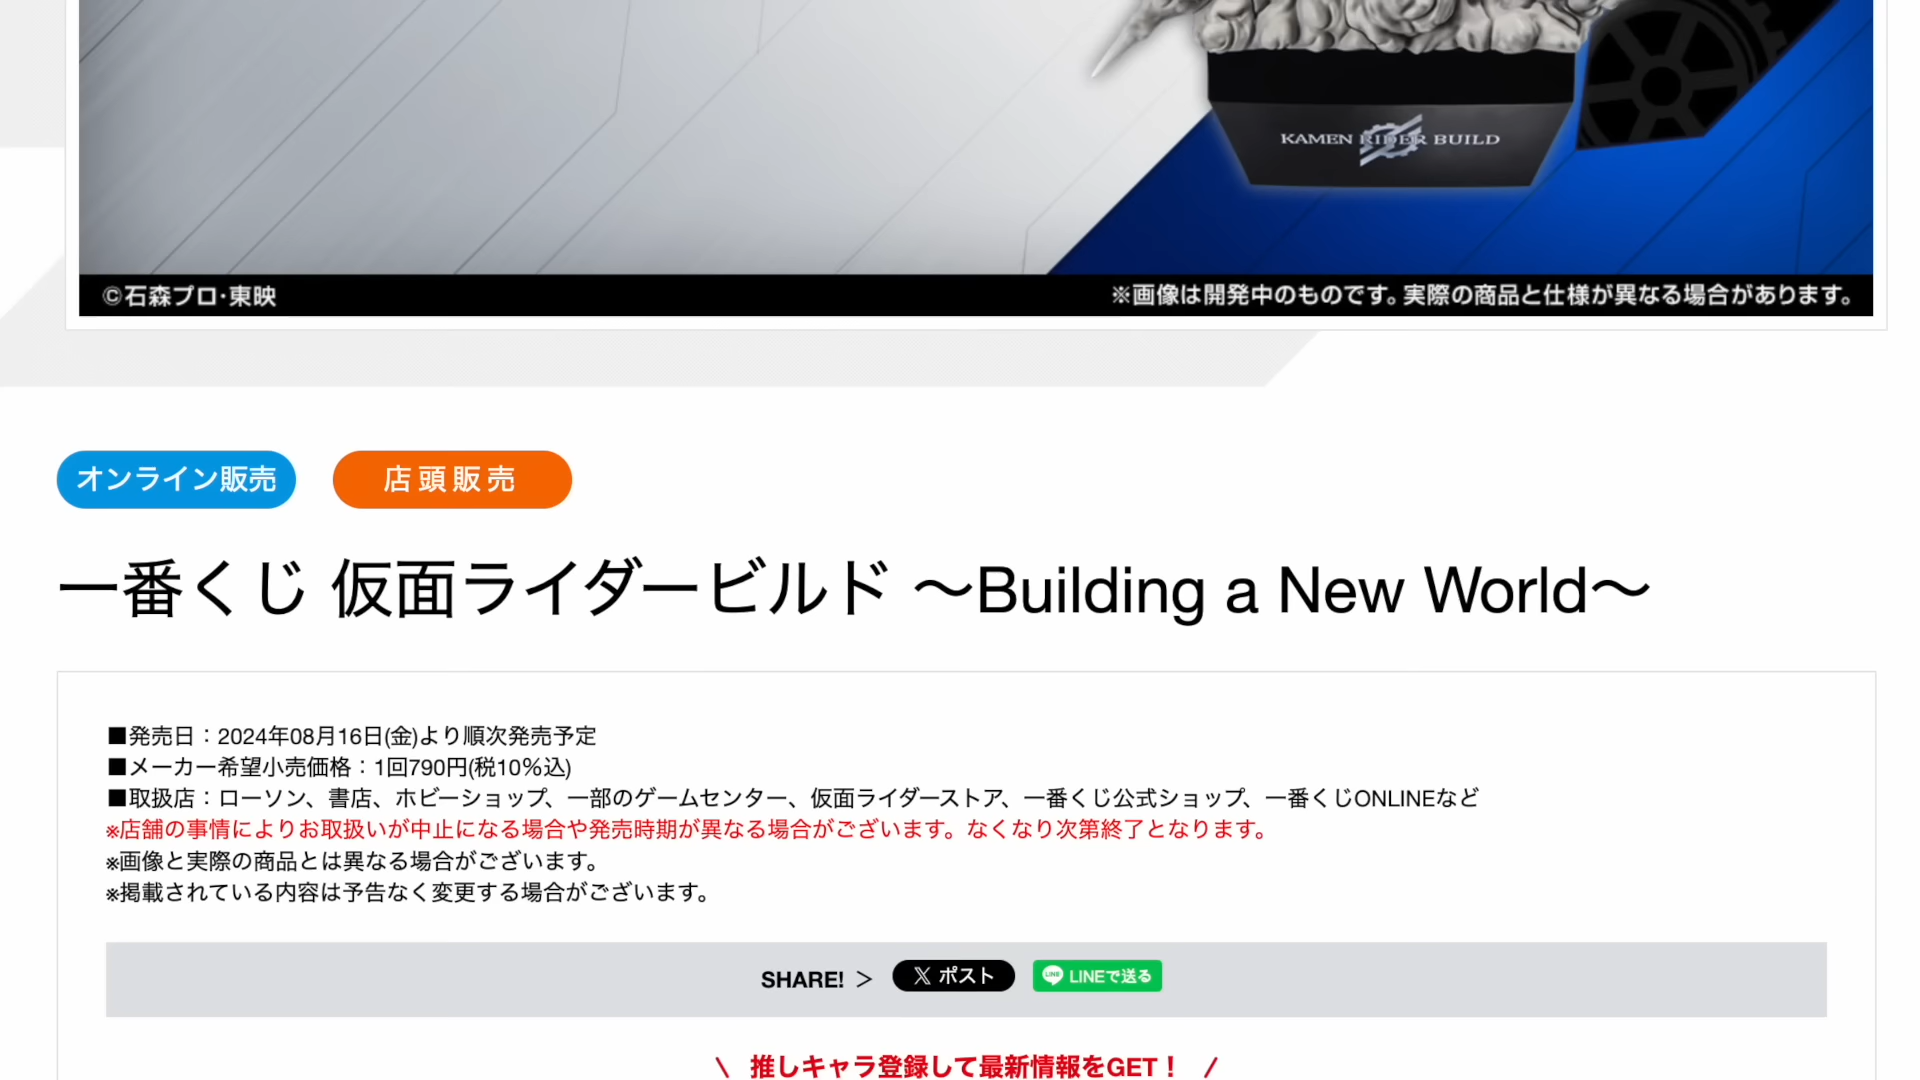 KAMEN RIDER BUILD
©石森プロ・東映
※画像は開発中のものです。実際の商品と仕様が異なる場合があります。
オンライン販売
店頭販売
一番くじ 仮面ライダービルド 〜Building a New World〜
■発売日：2024年08月16日(金)より順次発売予定
■メーカー希望小売価格：1回790円(税10%込)
■取扱店：ローソン、書店、ホビーショップ、一部のゲームセンター、仮面ライダーストア、一番くじ公式ショップ、一番くじONLINEなど
※店舗の事情によりお取扱いが中止になる場合や発売時期が異なる場合がございます。なくなり次第終了となります。
※画像と実際の商品とは異なる場合がございます。
※掲載されている内容は予告なく変更する場合がございます。
SHARE! ＞ X ポスト LINE LINEで送る
\ 推しキャラ登録して最新情報をGET！ /